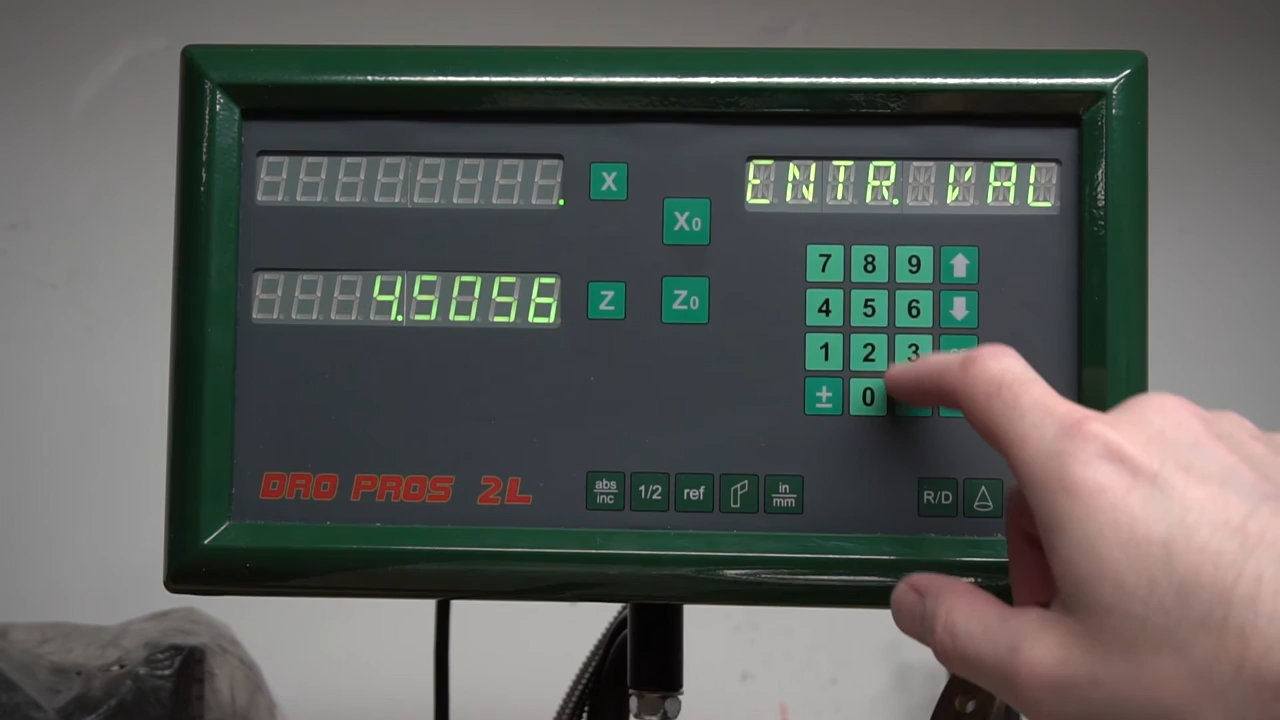 X
ENTR. VAL
X0
4.5056
Z
Z0
7 8 9
4 5 6
1 2 3
± 0
DRO PROS 2L
abs/inc 1/2 ref in/mm R/D